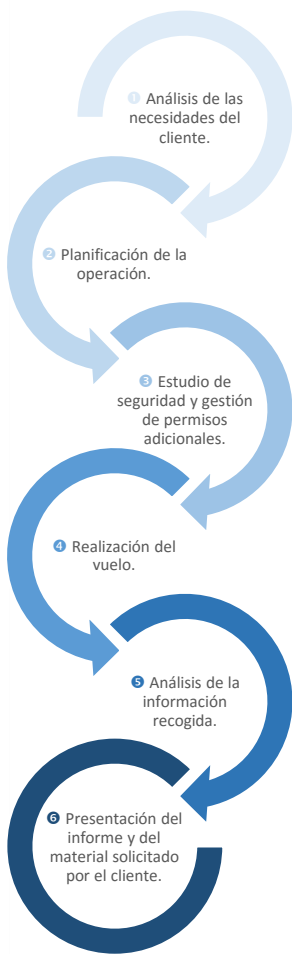 ❶ Análisis de las
necesidades del
cliente.
❷ Planificación de la
operación.
❸ Estudio de
seguridad y gestión
de permisos
adicionales.
❹ Realización del
vuelo.
❺ Análisis de la
información
recogida.
❻ Presentación del
informe y del
material solicitado
por el cliente.